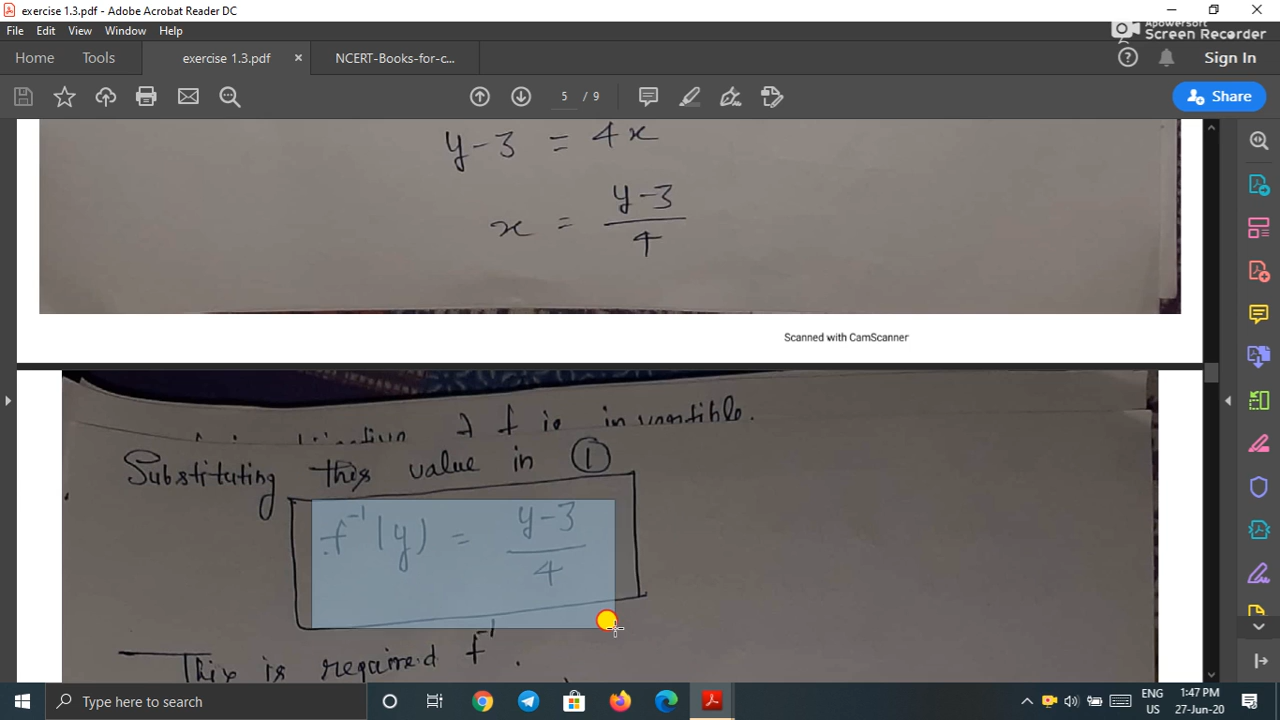 exercise 1.3.pdf - Adobe Acrobat Reader DC
File Edit View Window Help
Apowersoft
Screen Recorder
Home Tools exercise 1.3.pdf × NCERT-Books-for-c...
Sign In
5 / 9
Share
y-3 = 4x
x = y-3
4
Scanned with CamScanner
f is invertible.
Substituting this value in ①
f⁻¹(y) = y-3
4
This is required f⁻¹.
Type here to search
ENG
US
1:47 PM
27-Jun-20